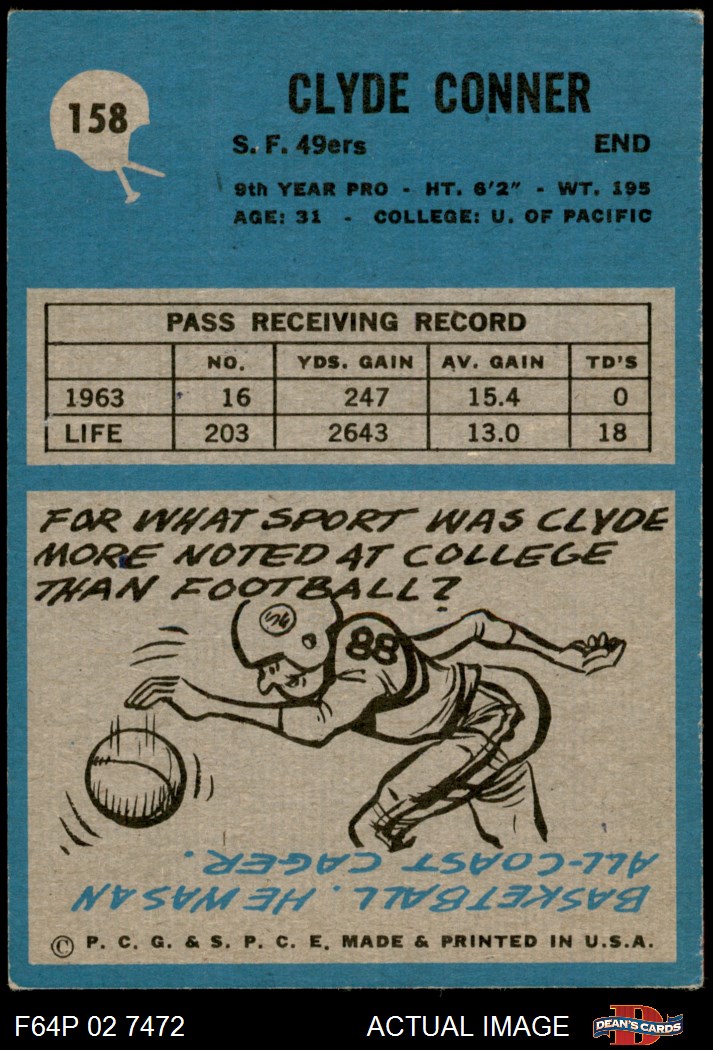 158
CLYDE CONNER
S. F. 49ers END
9th YEAR PRO - HT. 6'2" - WT. 195
AGE: 31 - COLLEGE: U. OF PACIFIC
PASS RECEIVING RECORD
NO. YDS. GAIN AV. GAIN TD'S
1963 16 247 15.4 0
LIFE 203 2643 13.0 18
FOR WHAT SPORT WAS CLYDE
MORE NOTED AT COLLEGE
THAN FOOTBALL?
88
BASKETBALL. HE WAS AN
ALL-COAST CAGER.
© P. C. G. & S. P. C. E. MADE & PRINTED IN U.S.A.
F64P 02 7472 ACTUAL IMAGE
D
DEAN'S CARDS